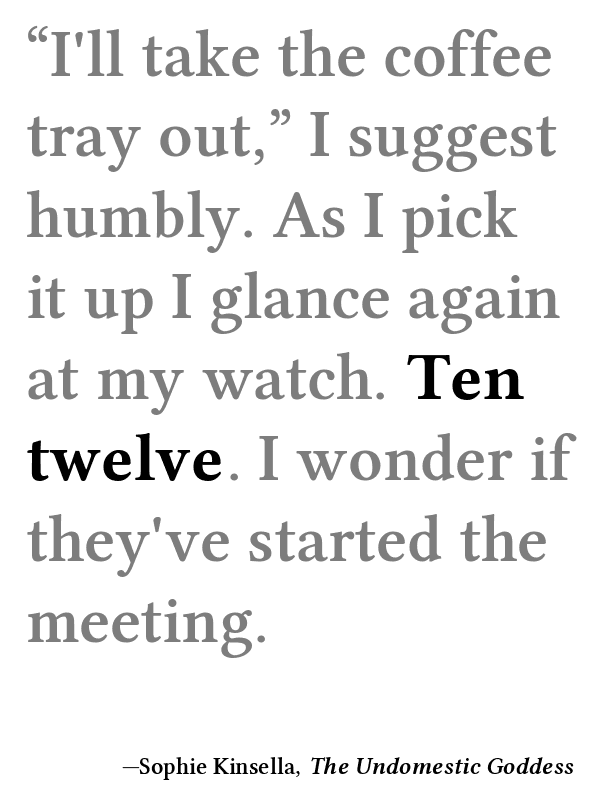 “I'll take the coffee
tray out,” I suggest
humbly. As I pick
it up I glance again
at my watch. Ten
twelve. I wonder if
they've started the
meeting.
—Sophie Kinsella, The Undomestic Goddess